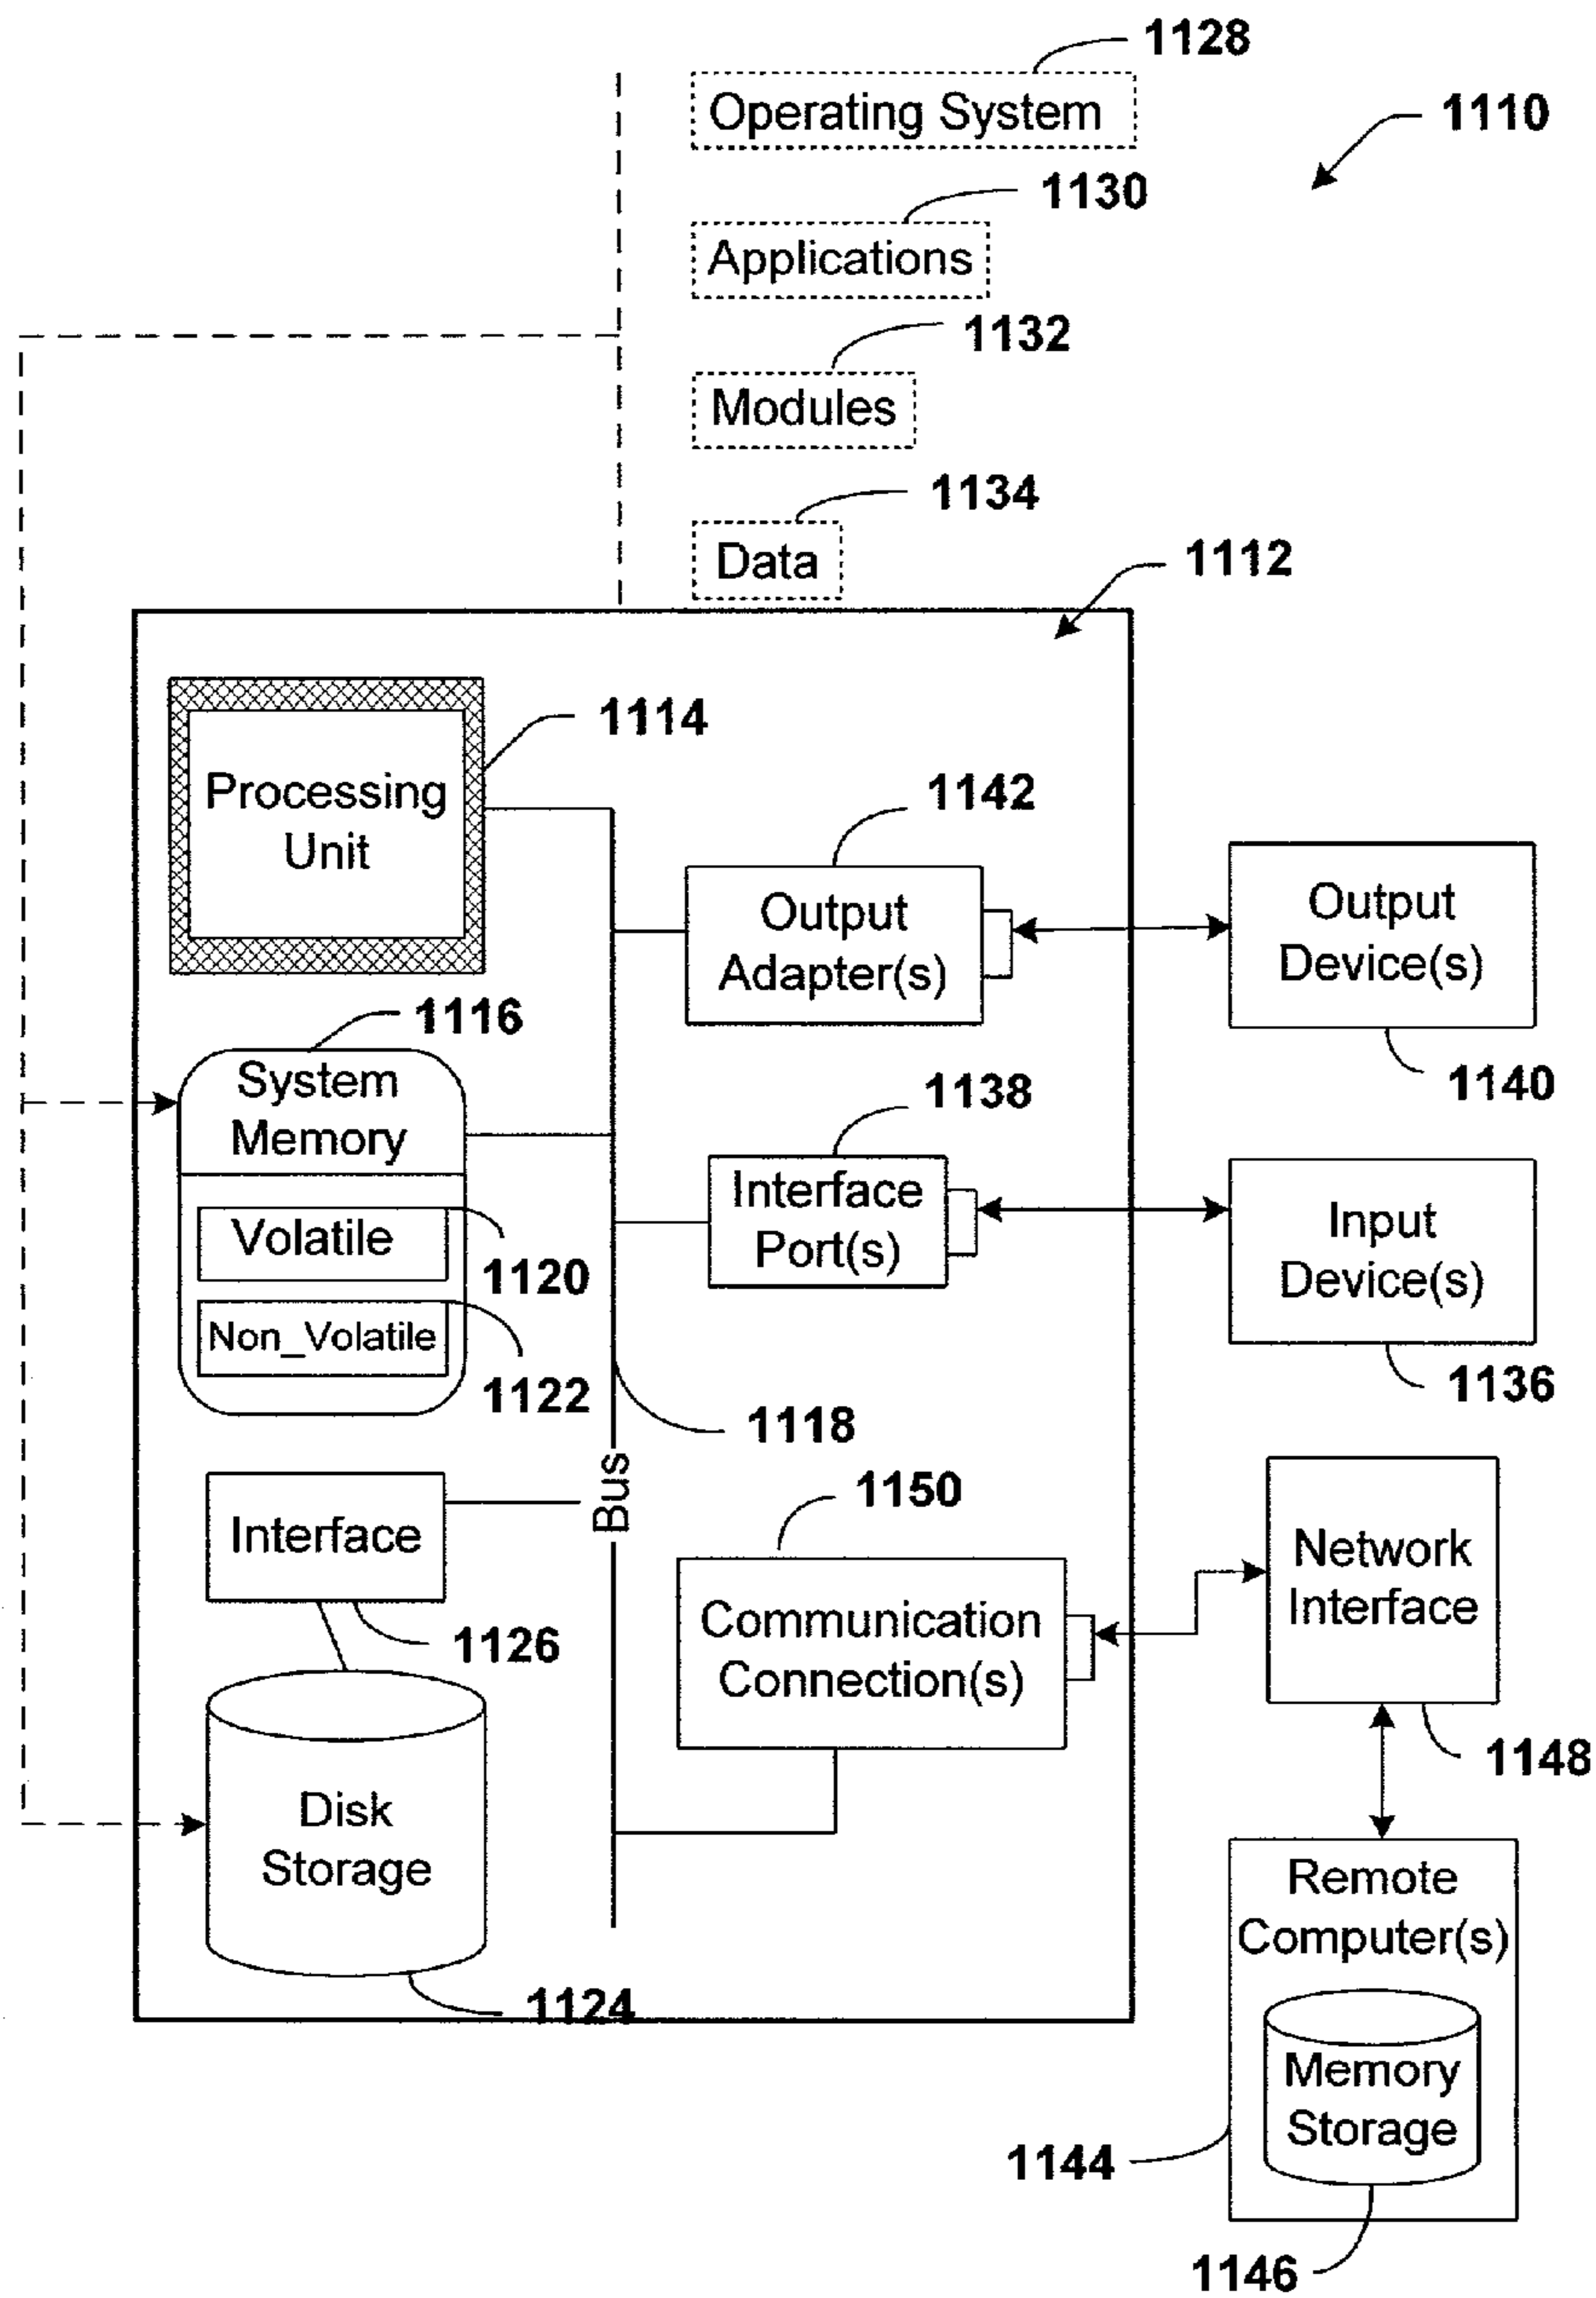 1128
Operating System
1110
1130
Applications
1132
Modules
1134
Data
1112
1114
Processing
Unit
1142
Output
Adapter(s)
Output
Device(s)
1140
1116
System
Memory
1138
Interface
Port(s)
Volatile
1120
Non_Volatile
1122
Input
Device(s)
1136
1118
Bus
Interface
1126
1150
Communication
Connection(s)
Network
Interface
1148
Disk
Storage
1124
Remote
Computer(s)
Memory
Storage
1144
1146